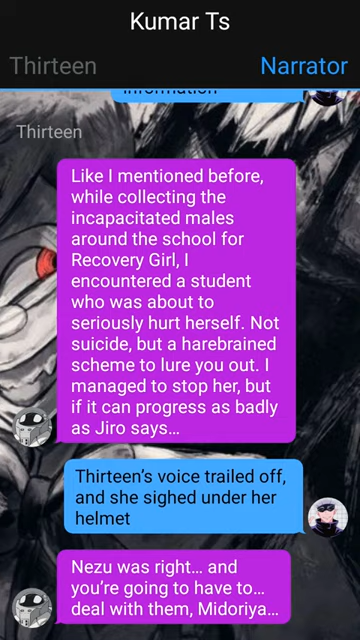 Kumar Ts
Thirteen
Narrator
information
Thirteen
Like I mentioned before,
while collecting the
incapacitated males
around the school for
Recovery Girl, I
encountered a student
who was about to
seriously hurt herself. Not
suicide, but a harebrained
scheme to lure you out. I
managed to stop her, but
if it can progress as badly
as Jiro says…
Thirteen’s voice trailed off,
and she sighed under her
helmet
Nezu was right… and
you’re going to have to…
deal with them, Midoriya…